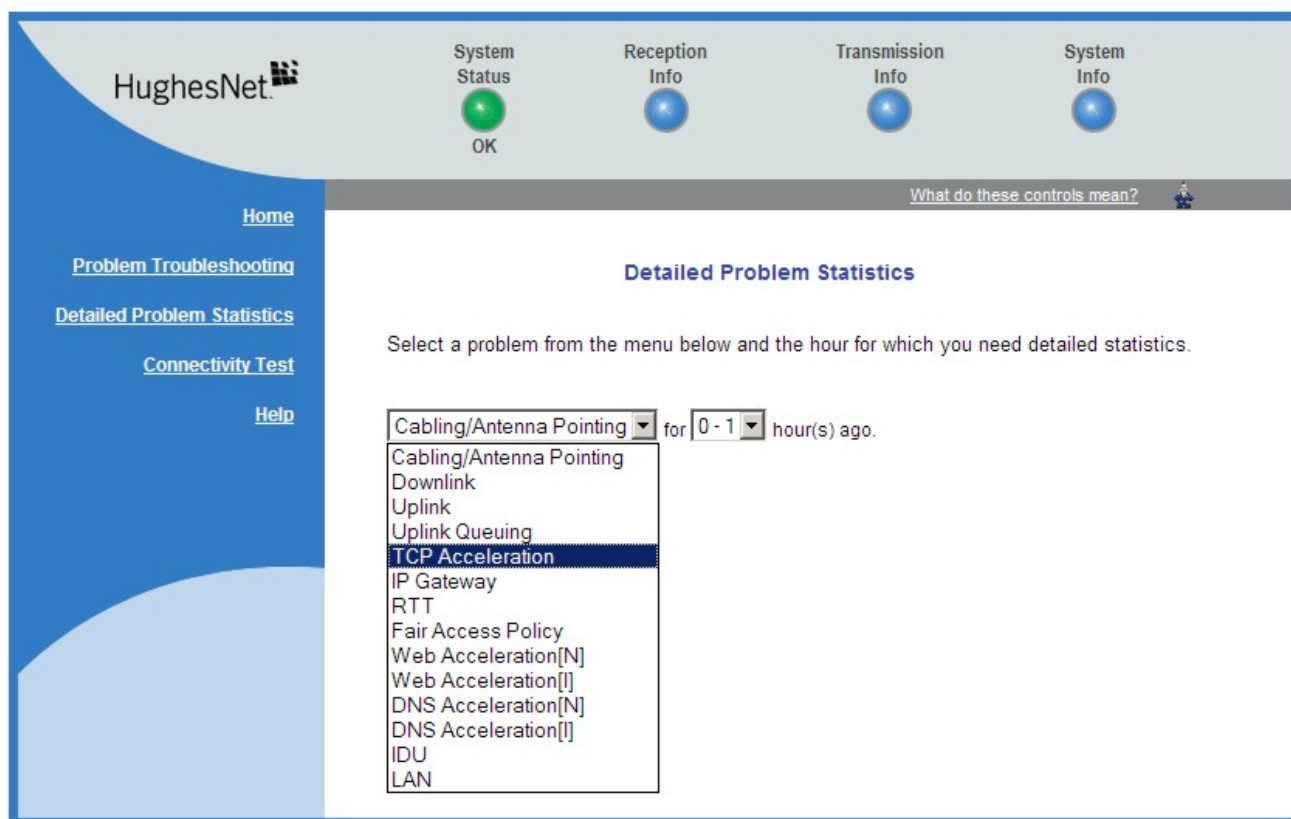 HughesNet.
System
Status
OK
Reception
Info
Transmission
Info
System
Info
What do these controls mean?
Home
Problem Troubleshooting
Detailed Problem Statistics
Connectivity Test
Help
Detailed Problem Statistics
Select a problem from the menu below and the hour for which you need detailed statistics.
Cabling/Antenna Pointing for 0 - 1 hour(s) ago.
Cabling/Antenna Pointing
Downlink
Uplink
Uplink Queuing
TCP Acceleration
IP Gateway
RTT
Fair Access Policy
Web Acceleration[N]
Web Acceleration[I]
DNS Acceleration[N]
DNS Acceleration[I]
IDU
LAN